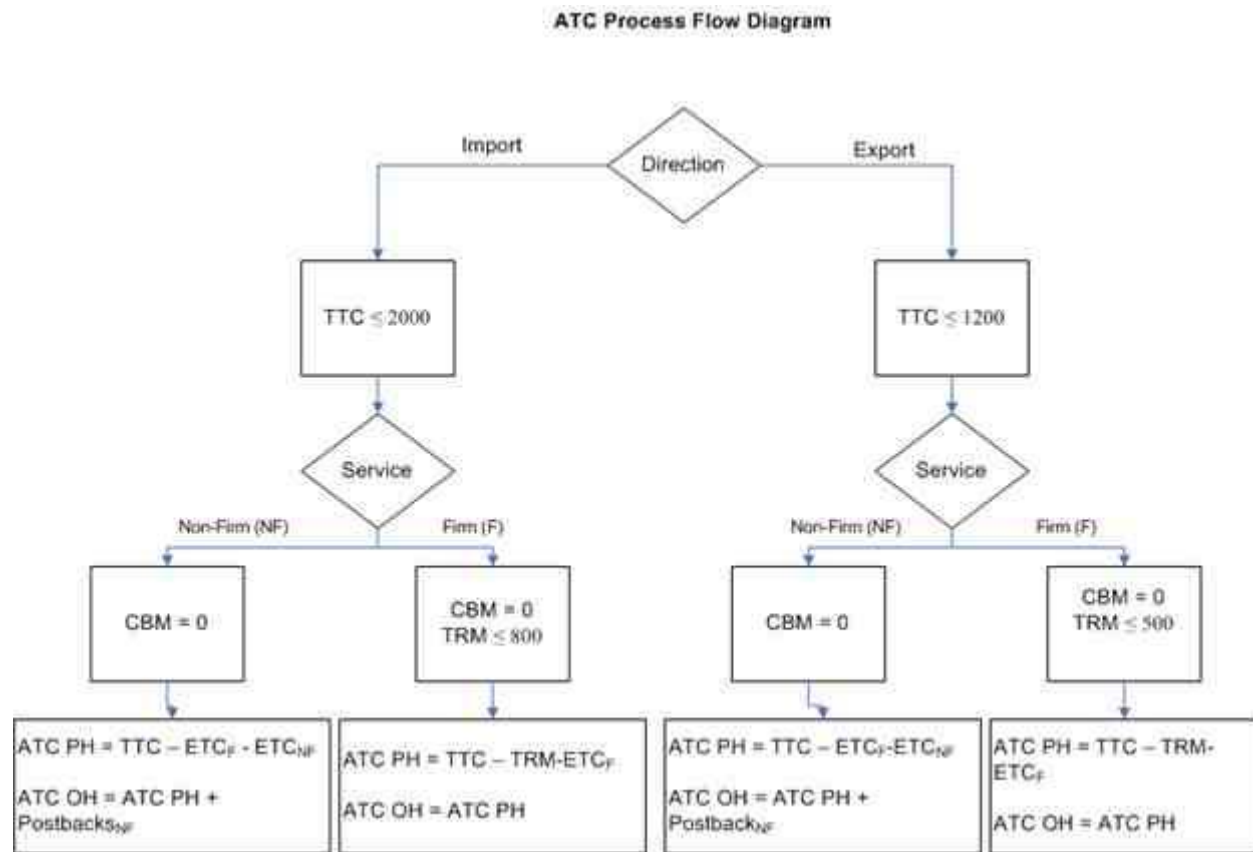 ATC Process Flow Diagram
Direction
Import
Export
TTC ≤ 2000
TTC ≤ 1200
Service
Service
Non-Firm (NF)
Firm (F)
Non-Firm (NF)
Firm (F)
CBM = 0
CBM = 0
TRM ≤ 800
CBM = 0
CBM = 0
TRM ≤ 500
ATC PH = TTC – ETCF - ETCNF
ATC OH = ATC PH +
PostbacksNF
ATC PH = TTC – TRM-ETCF
ATC OH = ATC PH
ATC PH = TTC – ETCF-ETCNF
ATC OH = ATC PH +
PostbackNF
ATC PH = TTC – TRM-
ETCF
ATC OH = ATC PH